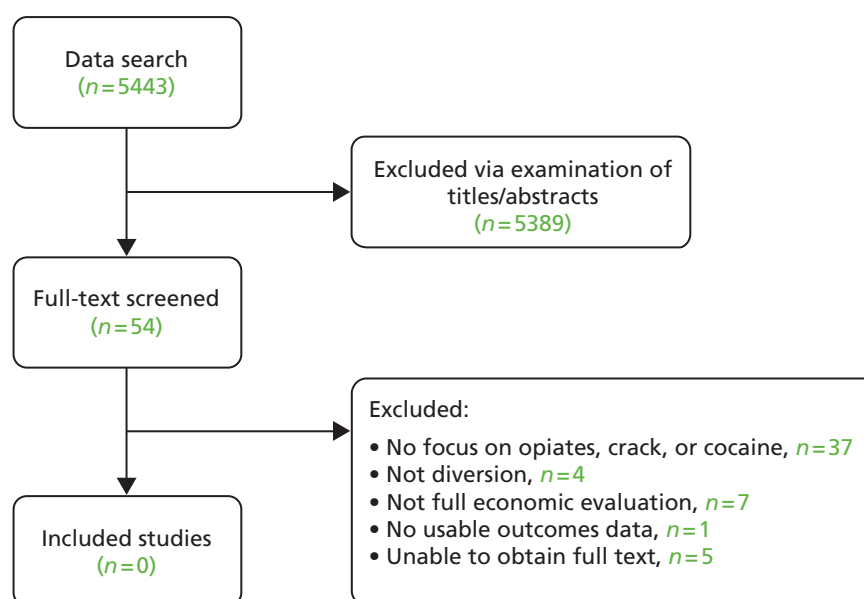 Data search
(n=5443)
Excluded via examination of
titles/abstracts
(n=5389)
Full-text screened
(n=54)
Excluded:
• No focus on opiates, crack, or cocaine, n=37
• Not diversion, n=4
• Not full economic evaluation, n=7
• No usable outcomes data, n=1
• Unable to obtain full text, n=5
Included studies
(n=0)